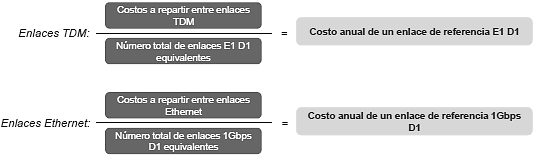 Costos a repartir entre enlaces
TDM
Enlaces TDM:
=
Costo anual de un enlace de referencia E1 D1
Número total de enlaces E1 D1
equivalentes
Costos a repartir entre enlaces
Ethernet
Enlaces Ethernet:
=
Costo anual de un enlace de referencia 1Gbps
D1
Número total de enlaces 1Gbps
D1 equivalentes